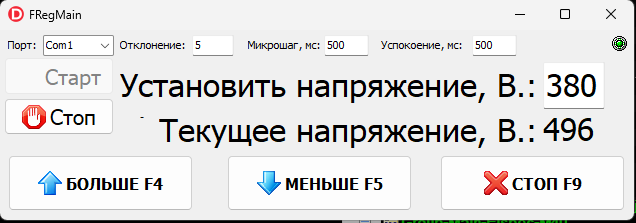 FRegMain
Порт: Com1 Отклонение: 5 Микрошаг, мс: 500 Успокоение, мс: 500
Старт
Установить напряжение, В.: 380
Стоп
- Текущее напряжение, В.: 496
БОЛЬШЕ F4 МЕНЬШЕ F5 СТОП F9